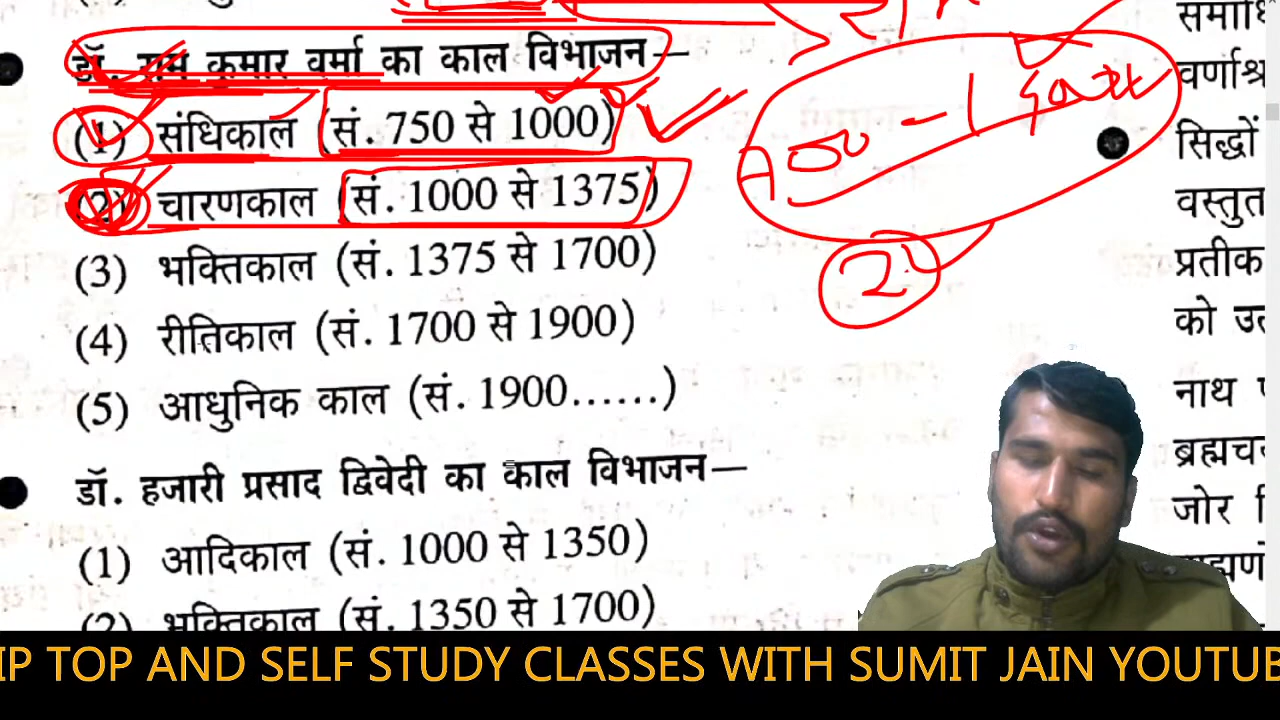 डॉ. राम कुमार वर्मा का काल विभाजन—
(1) संधिकाल (सं. 750 से 1000)
(2) चारणकाल (सं. 1000 से 1375)
(3) भक्तिकाल (सं. 1375 से 1700)
(4) रीतिकाल (सं. 1700 से 1900)
(5) आधुनिक काल (सं. 1900......)
डॉ. हजारी प्रसाद द्विवेदी का काल विभाजन—
(1) आदिकाल (सं. 1000 से 1350)
(2) भक्तिकाल (सं. 1350 से 1700)
2
वर्णाश्र
सिद्धों
वस्तुत
प्रतीक
को
नाथ
जोर
IP TOP AND SELF STUDY CLASSES WITH SUMIT JAIN YOUTUB